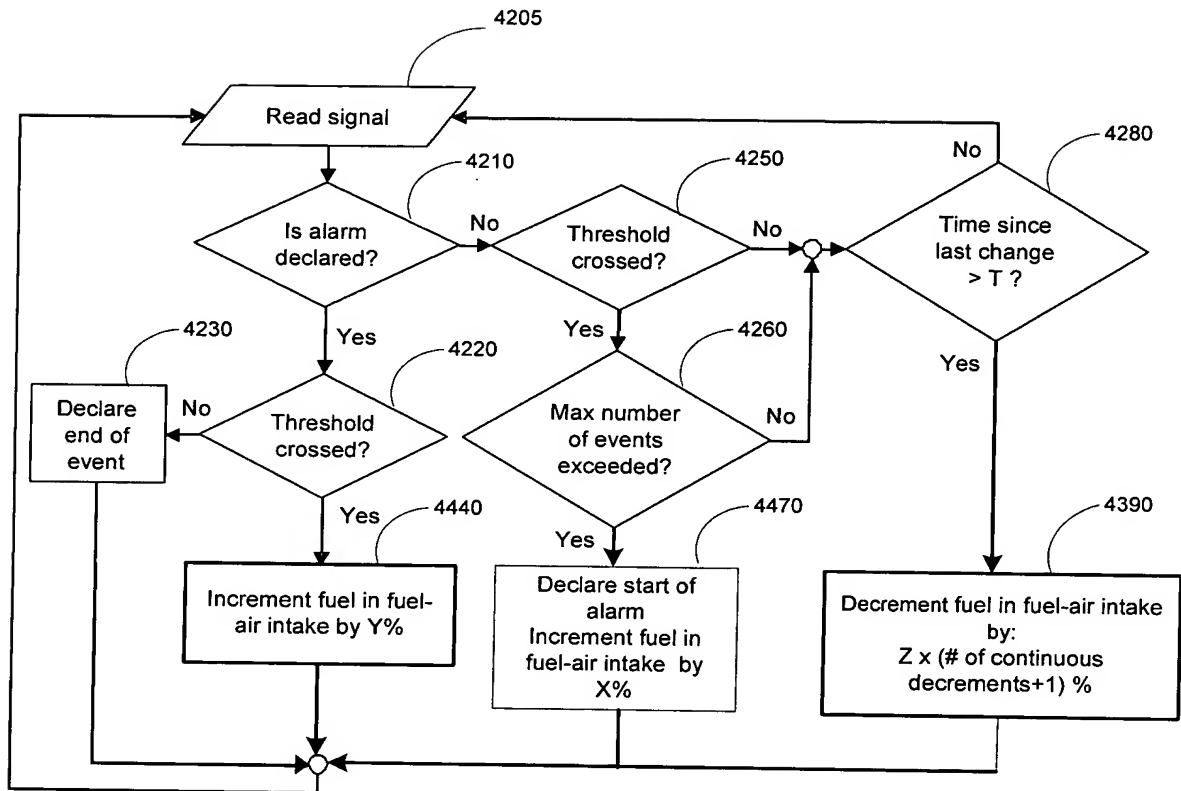 4205
Read signal
No
4280
4210
4250
Is alarm
declared?
No
Threshold
crossed?
No
Time since
last change
> T ?
Yes
4230
4220
Yes
4260
Yes
Declare
end of
event
No
Threshold
crossed?
Max number
of events
exceeded?
No
Yes
4440
Yes
4470
4390
Increment fuel in fuel-
air intake by Y%
Declare start of
alarm
Increment fuel in
fuel-air intake by
X%
Decrement fuel in fuel-air intake
by:
Z x (# of continuous
decrements+1) %